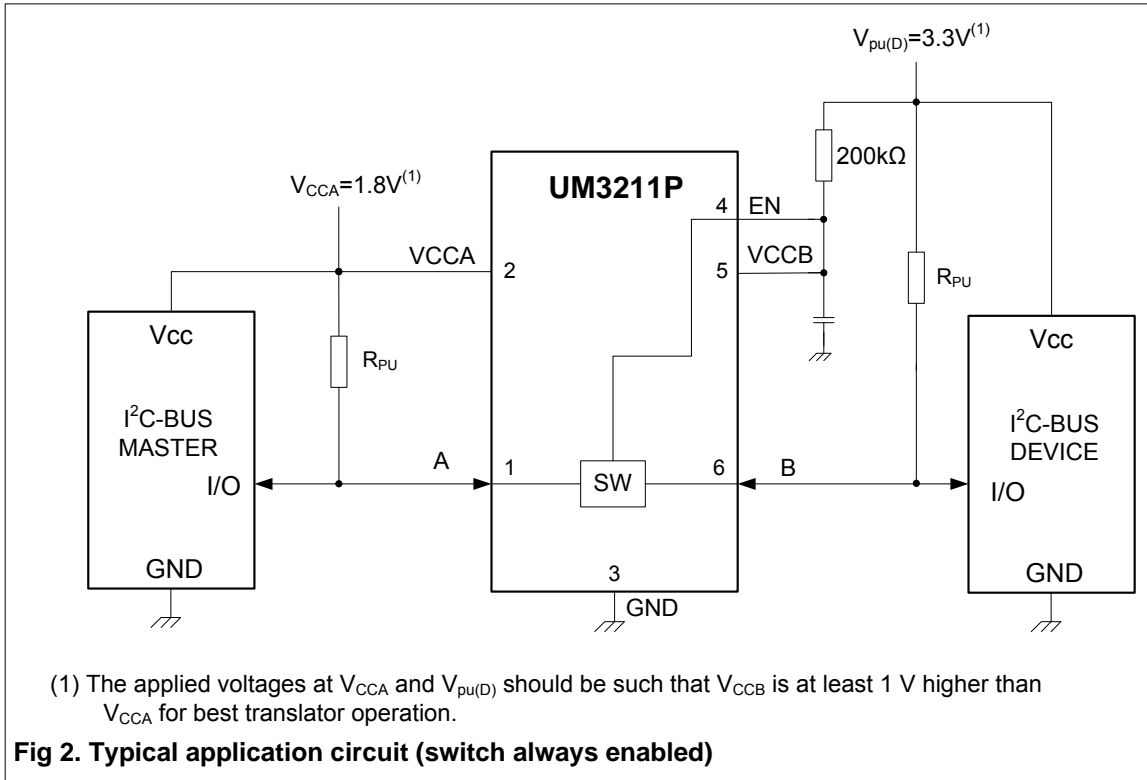 V_pu(D)=3.3V(1)
200kΩ
V_CCA=1.8V(1)
UM3211P
4 EN
VCCA 2
5 VCCB
R_PU
R_PU
Vcc
Vcc
I²C-BUS
MASTER
I²C-BUS
DEVICE
A 1
6 B
SW
I/O
I/O
GND
3
GND
GND
(1) The applied voltages at V_CCA and V_pu(D) should be such that V_CCB is at least 1 V higher than
V_CCA for best translator operation.
Fig 2. Typical application circuit (switch always enabled)